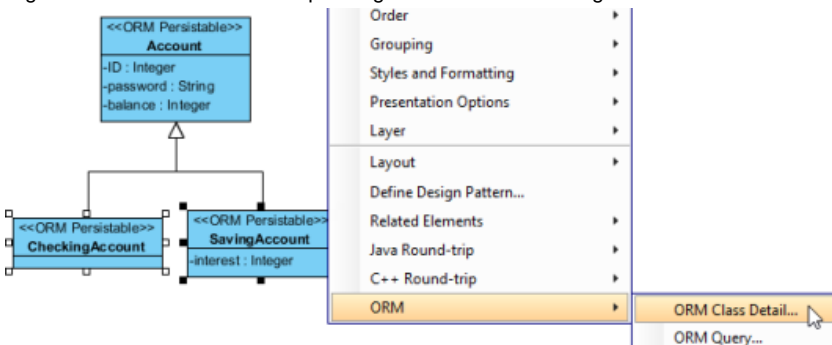 <<ORM Persistable>>
Account
-ID : Integer
-password : String
-balance : Integer
<<ORM Persistable>>
CheckingAccount
<<ORM Persistable>>
SavingAccount
-interest : Integer
Order
Grouping
Styles and Formatting
Presentation Options
Layer
Layout
Define Design Pattern...
Related Elements
Java Round-trip
C++ Round-trip
ORM
ORM Class Detail...
ORM Query...